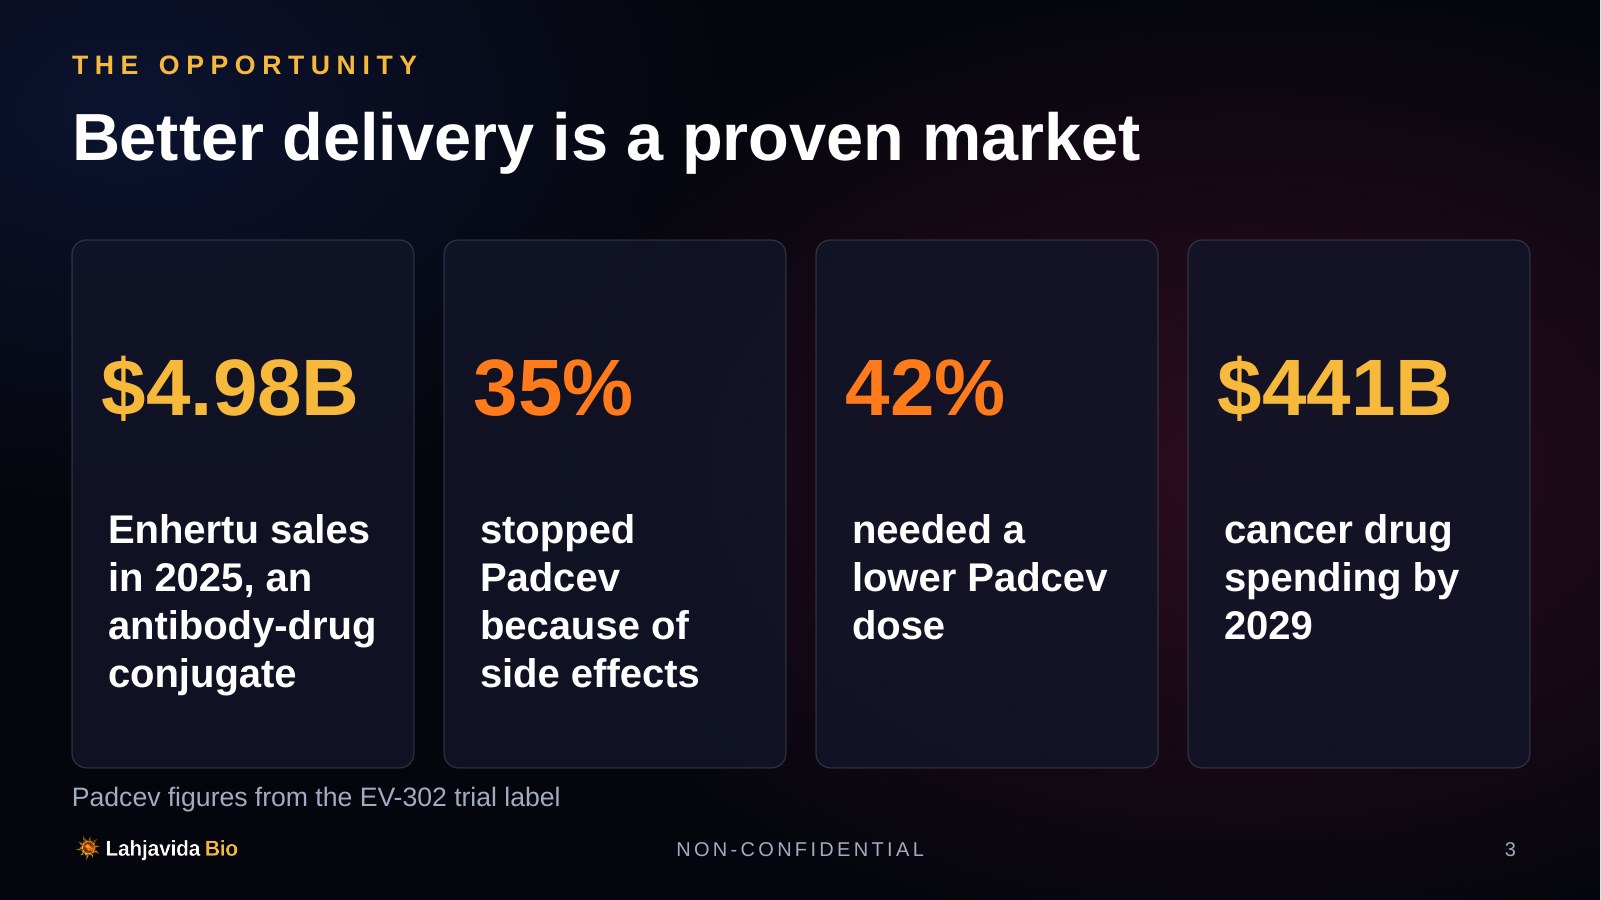 THE OPPORTUNITY
Better delivery is a proven market
$4.98B
Enhertu sales
in 2025, an
antibody-drug
conjugate
35%
stopped
Padcev
because of
side effects
42%
needed a
lower Padcev
dose
$441B
cancer drug
spending by
2029
Padcev figures from the EV-302 trial label
Lahjavida Bio
NON-CONFIDENTIAL
3